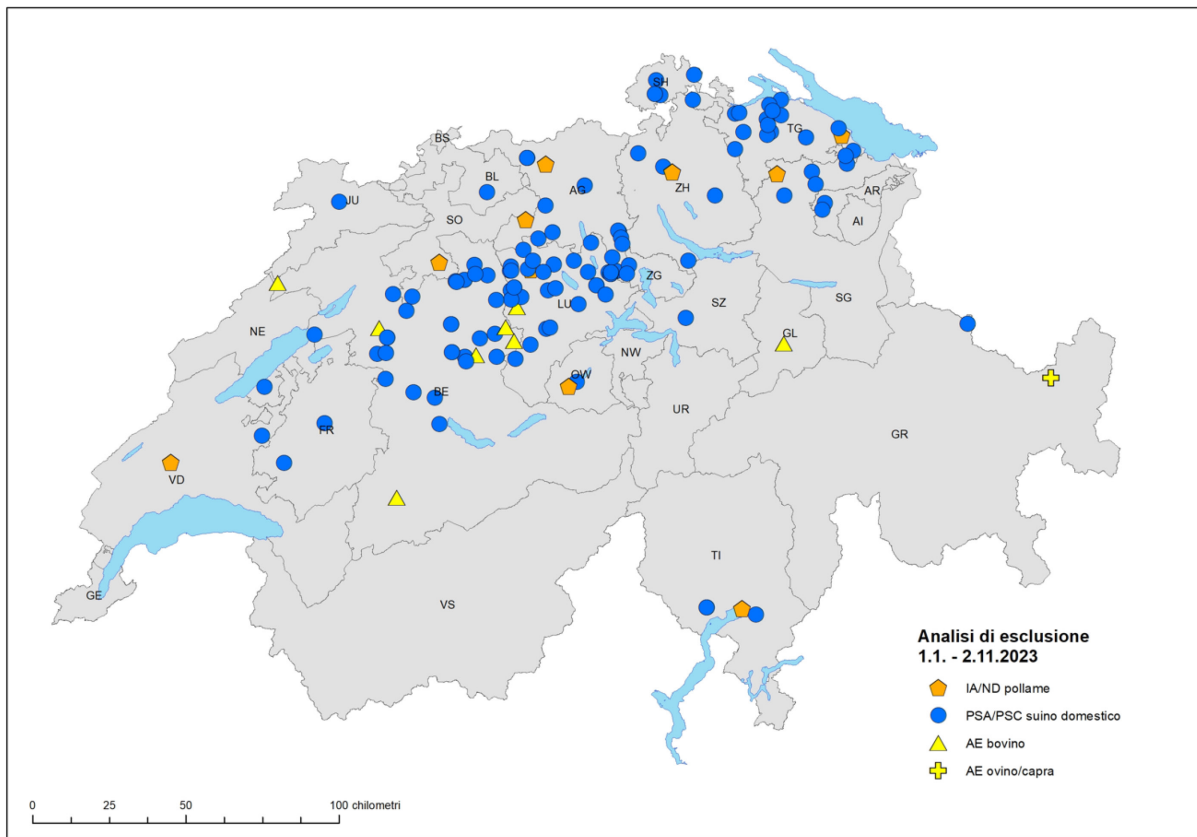 SH
BS
TG
BL
AG
ZH
AR
JU
SO
AI
ZG
LU
SZ
SG
NE
GL
NW
OW
BE
UR
GR
FR
VD
TI
GE
VS
Analisi di esclusione
1.1. - 2.11.2023
IA/ND pollame
PSA/PSC suino domestico
AE bovino
AE ovino/capra
0 25 50 100 chilometri